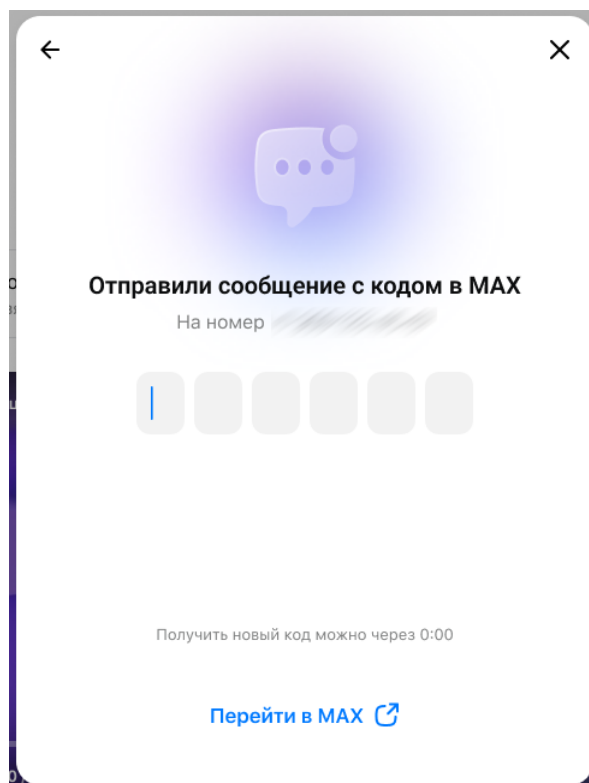 Отправили сообщение с кодом в MAX
На номер
Получить новый код можно через 0:00
Перейти в MAX